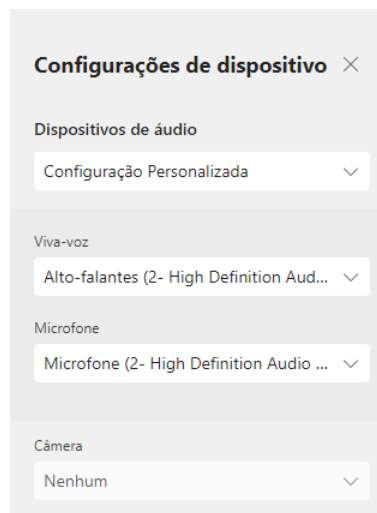 Configurações de dispositivo
Dispositivos de áudio
Configuração Personalizada
Viva-voz
Alto-falantes (2- High Definition Aud...
Microfone
Microfone (2- High Definition Audio ...
Câmera
Nenhum